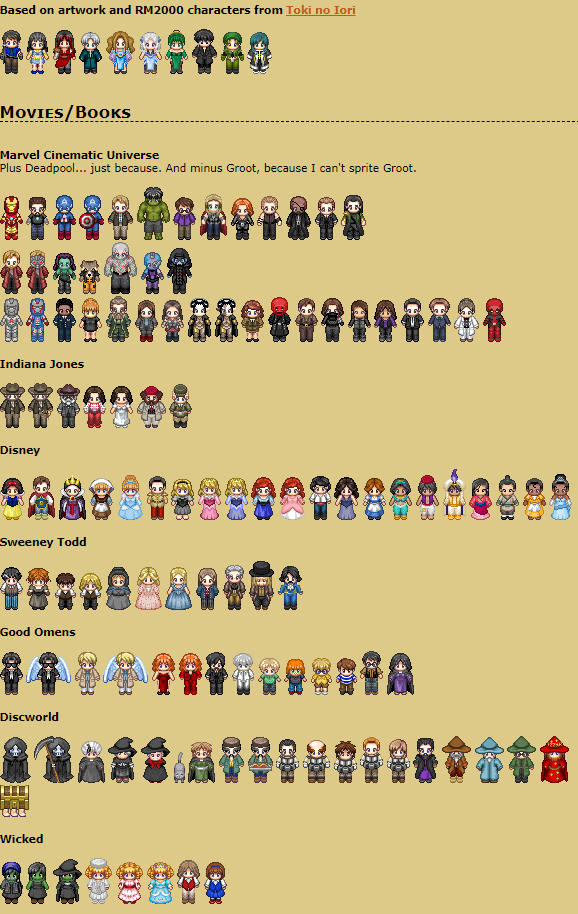 Based on artwork and RM2000 characters from Toki no Iori
Movies/Books
Marvel Cinematic Universe
Plus Deadpool... just because. And minus Groot, because I can't sprite Groot.
Indiana Jones
Disney
Sweeney Todd
Good Omens
Discworld
Wicked